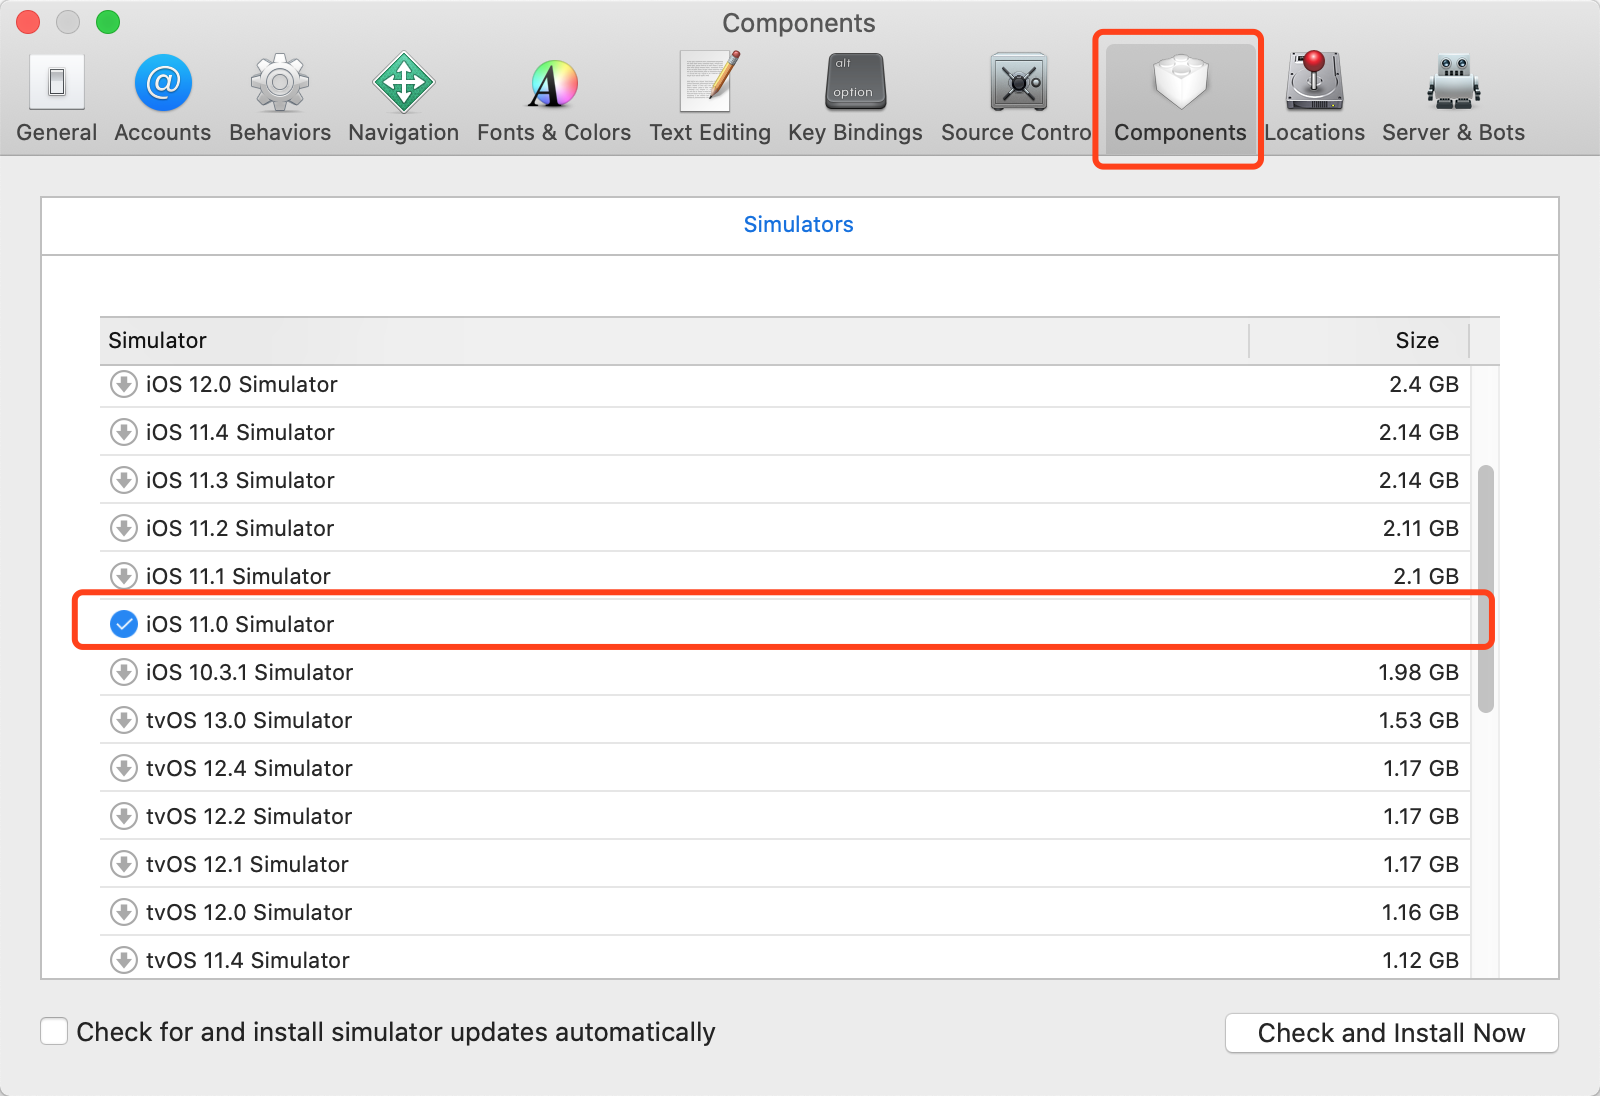 Components
General Accounts Behaviors Navigation Fonts & Colors Text Editing Key Bindings Source Contro Components Locations Server & Bots
@
A
alt
option
Simulators
Simulator Size
iOS 12.0 Simulator 2.4 GB
iOS 11.4 Simulator 2.14 GB
iOS 11.3 Simulator 2.14 GB
iOS 11.2 Simulator 2.11 GB
iOS 11.1 Simulator 2.1 GB
iOS 11.0 Simulator
iOS 10.3.1 Simulator 1.98 GB
tvOS 13.0 Simulator 1.53 GB
tvOS 12.4 Simulator 1.17 GB
tvOS 12.2 Simulator 1.17 GB
tvOS 12.1 Simulator 1.17 GB
tvOS 12.0 Simulator 1.16 GB
tvOS 11.4 Simulator 1.12 GB
Check for and install simulator updates automatically
Check and Install Now